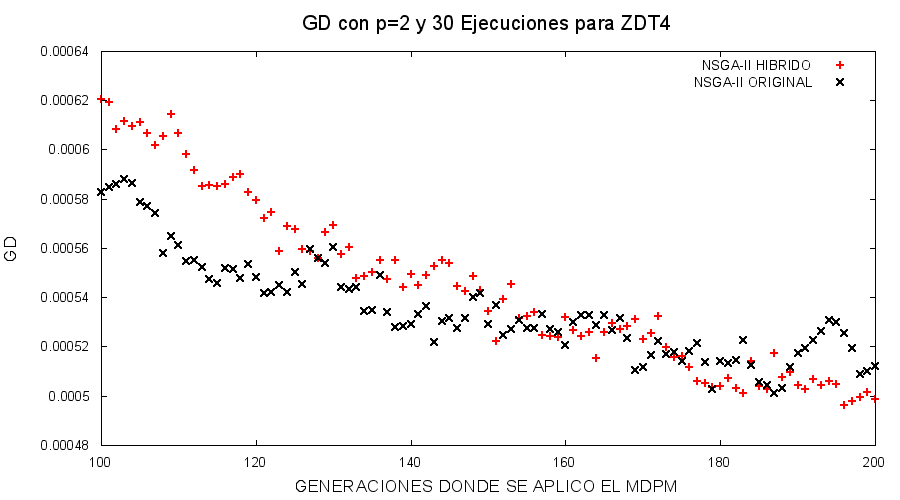 GD con p=2 y 30 Ejecuciones para ZDT4
0.00064
NSGA-II HIBRIDO
NSGA-II ORIGINAL
0.00062
0.0006
0.00058
0.00056
GD
0.00054
0.00052
0.0005
0.00048
100 120 140 160 180 200
GENERACIONES DONDE SE APLICO EL MDPM